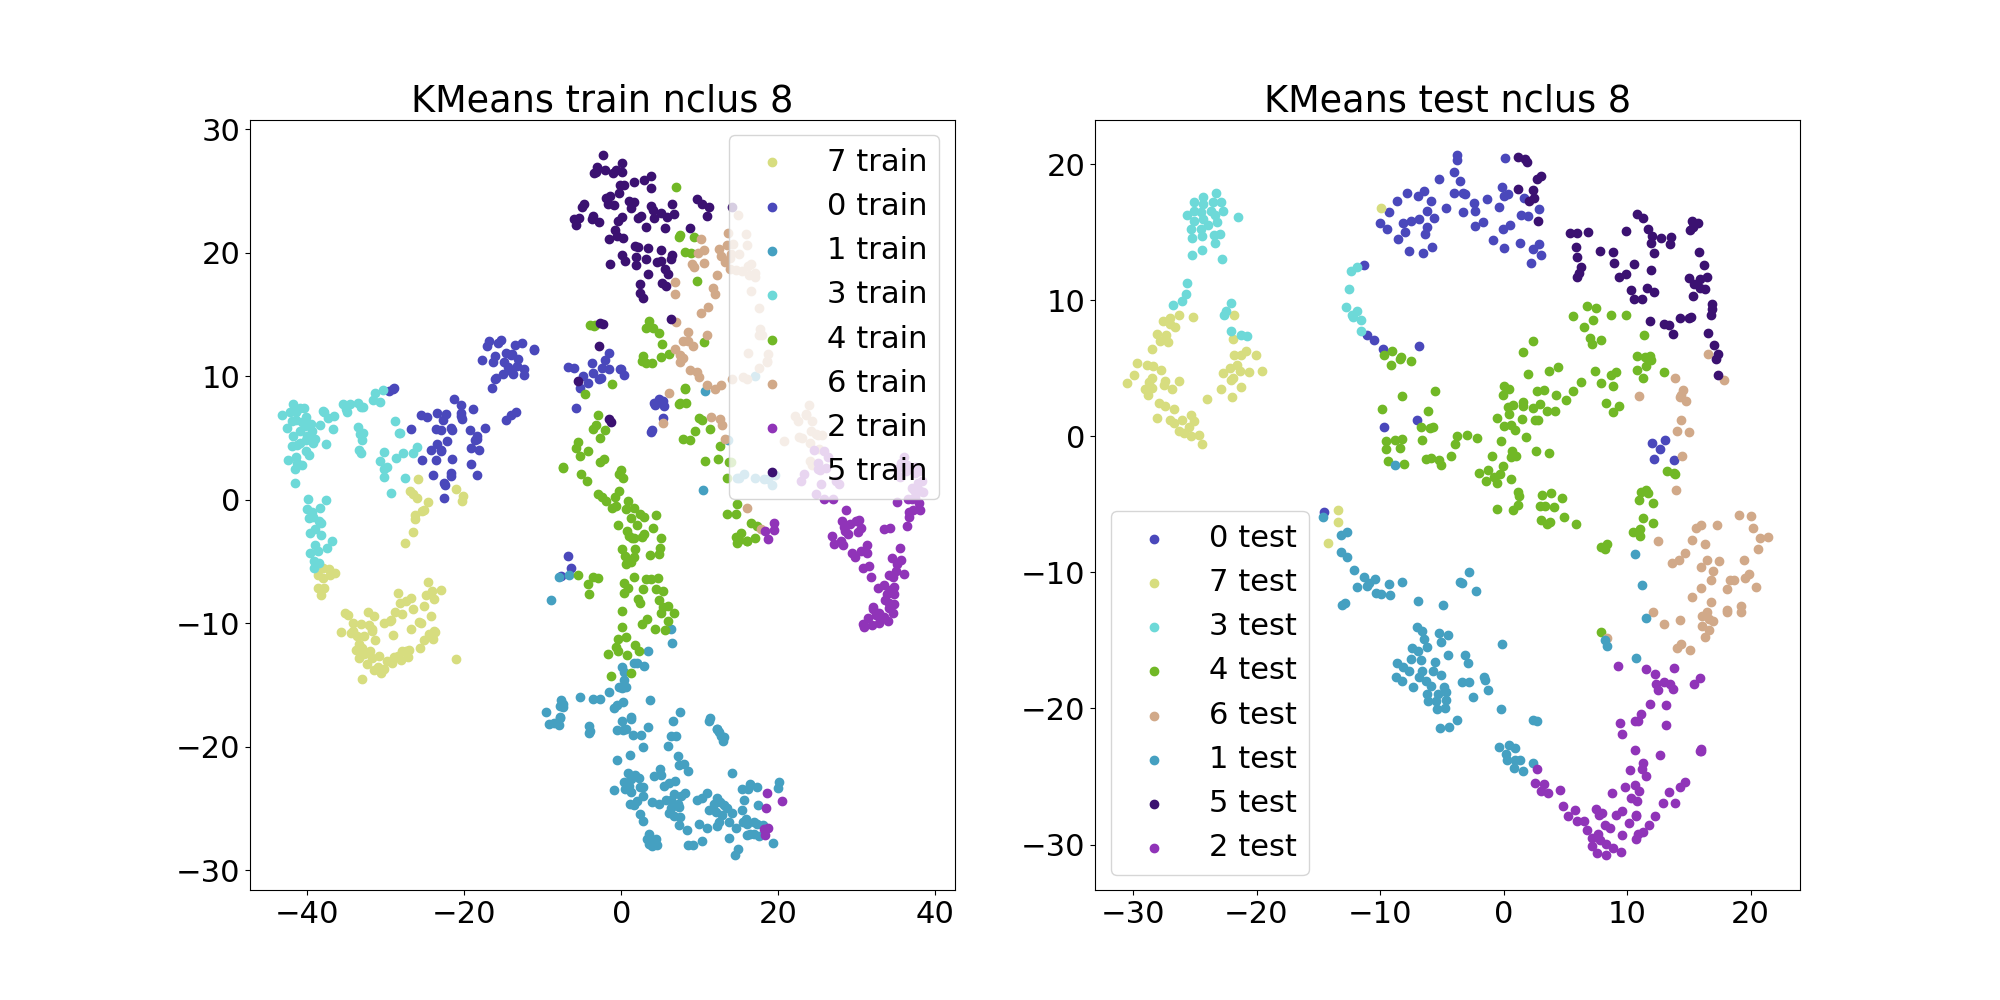 KMeans train nclus 8
30
20
10
0
−10
−20
−30
−40
−20
0
20
40
7 train
0 train
1 train
3 train
4 train
6 train
2 train
5 train
KMeans test nclus 8
20
10
0
−10
−20
−30
−30
−20
−10
0
10
20
0 test
7 test
3 test
4 test
6 test
1 test
5 test
2 test